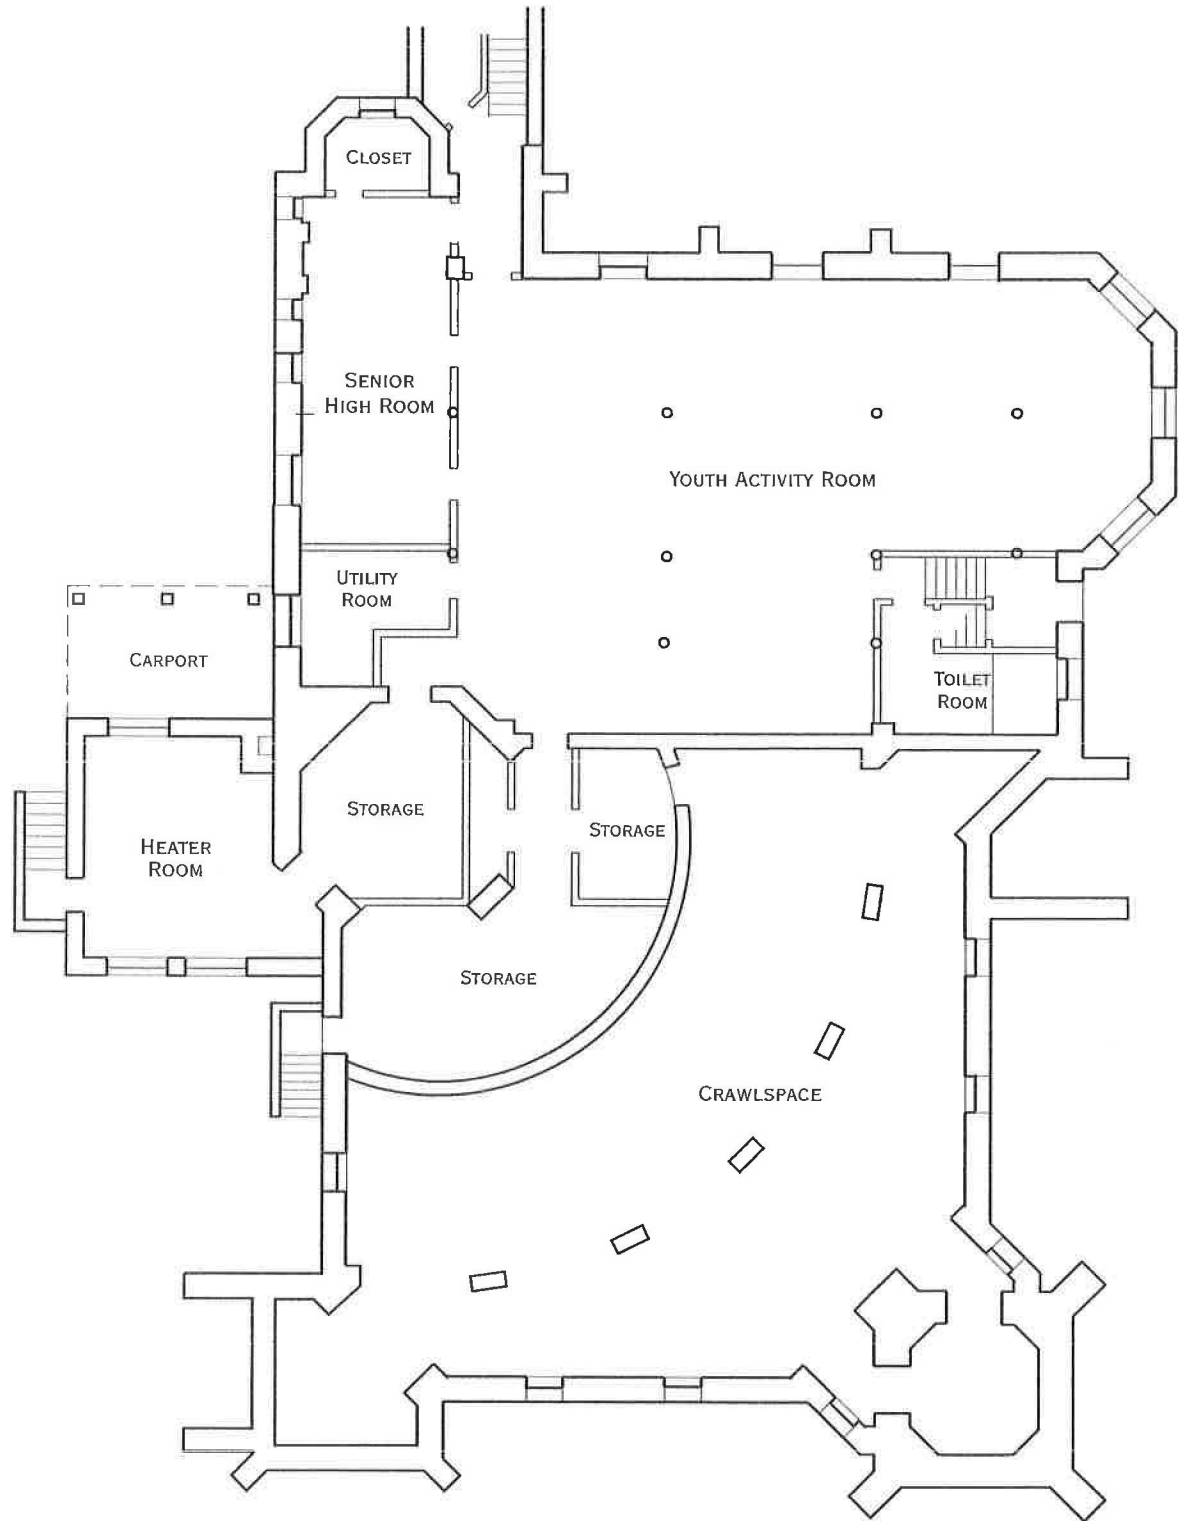 CLOSET
SENIOR
HIGH ROOM
YOUTH ACTIVITY ROOM
UTILITY
ROOM
CARPORT
TOILET
ROOM
STORAGE
STORAGE
HEATER
ROOM
STORAGE
CRAWLSPACE